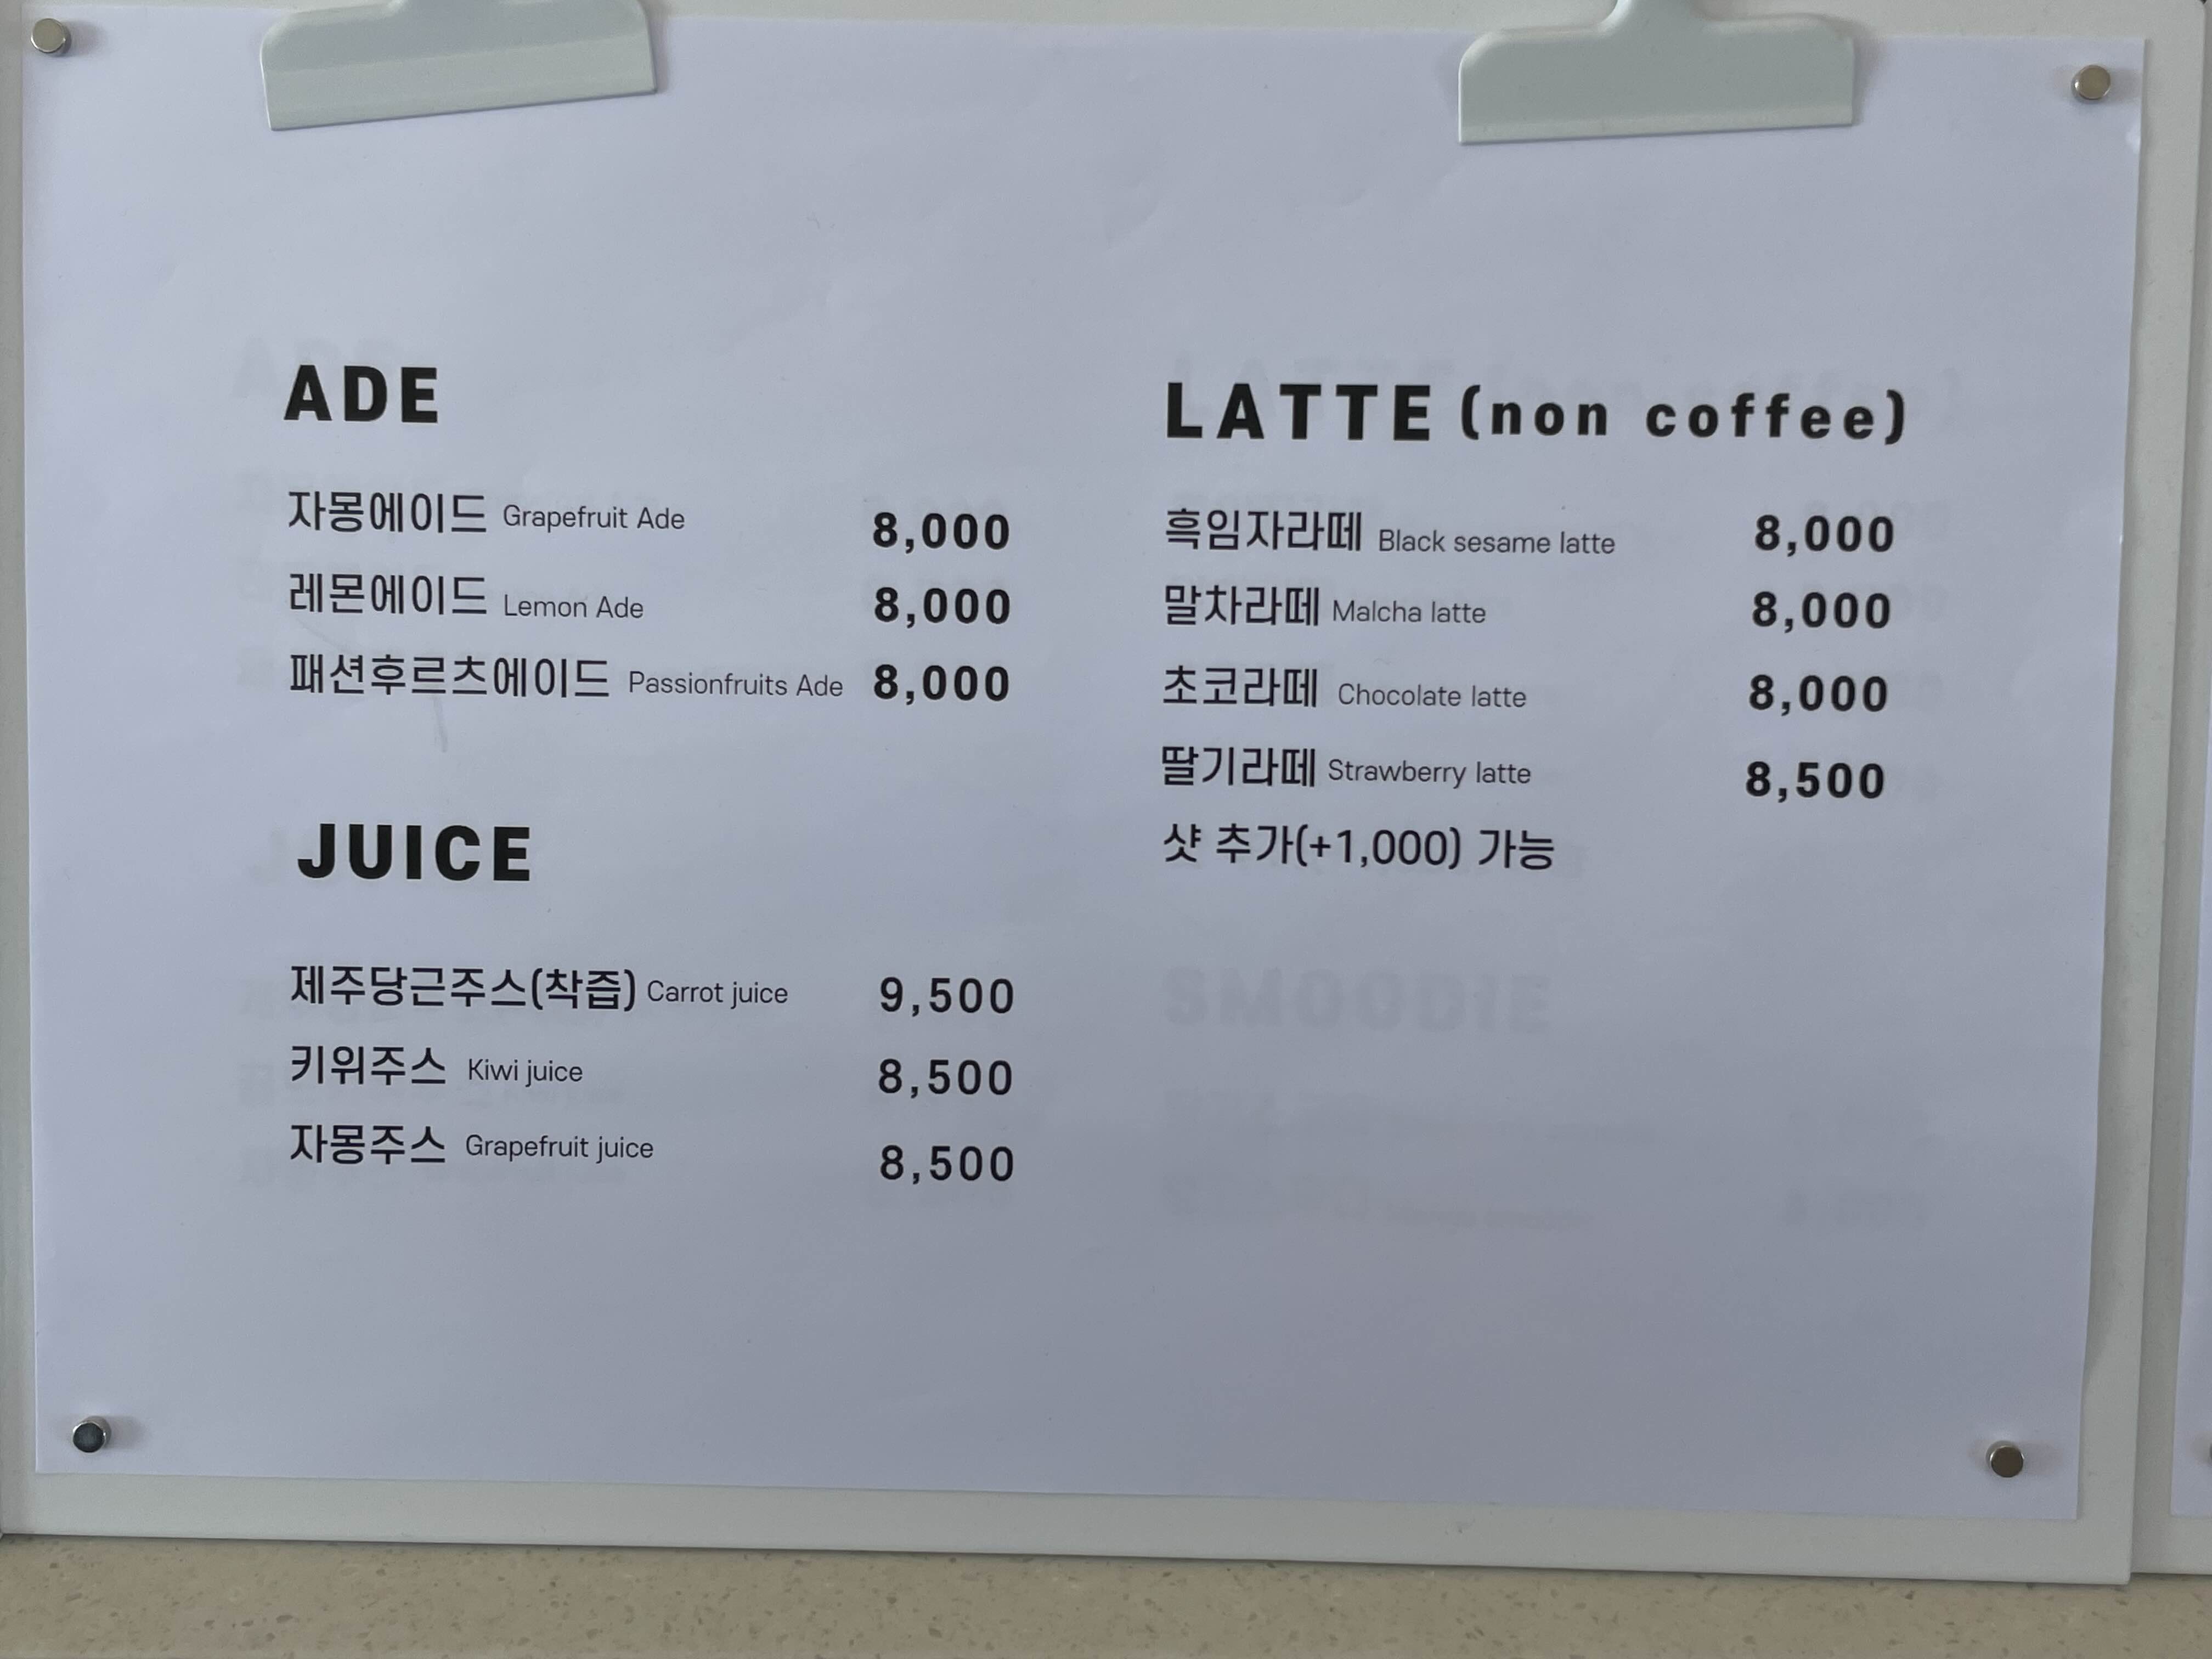 ADE
자몽에이드 Grapefruit Ade 8,000
레몬에이드 Lemon Ade 8,000
패션후르츠에이드 Passionfruits Ade 8,000
JUICE
제주당근주스(착즙) Carrot juice 9,500
키위주스 Kiwi juice 8,500
자몽주스 Grapefruit juice 8,500
LATTE (non coffee)
흑임자라떼 Black sesame latte 8,000
말차라떼 Malcha latte 8,000
초코라떼 Chocolate latte 8,000
딸기라떼 Strawberry latte 8,500
샷 추가(+1,000) 가능
SMOODIE